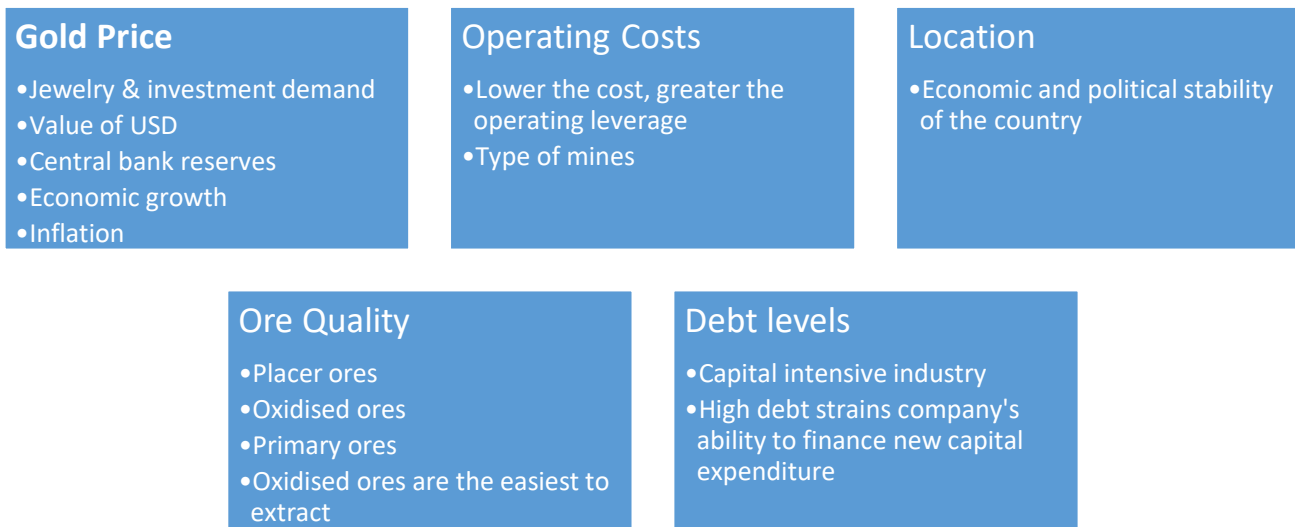 Gold Price
•Jewelry & investment demand
•Value of USD
•Central bank reserves
•Economic growth
•Inflation
Operating Costs
•Lower the cost, greater the
operating leverage
•Type of mines
Location
•Economic and political stability
of the country
Ore Quality
•Placer ores
•Oxidised ores
•Primary ores
•Oxidised ores are the easiest to
extract
Debt levels
•Capital intensive industry
•High debt strains company's
ability to finance new capital
expenditure